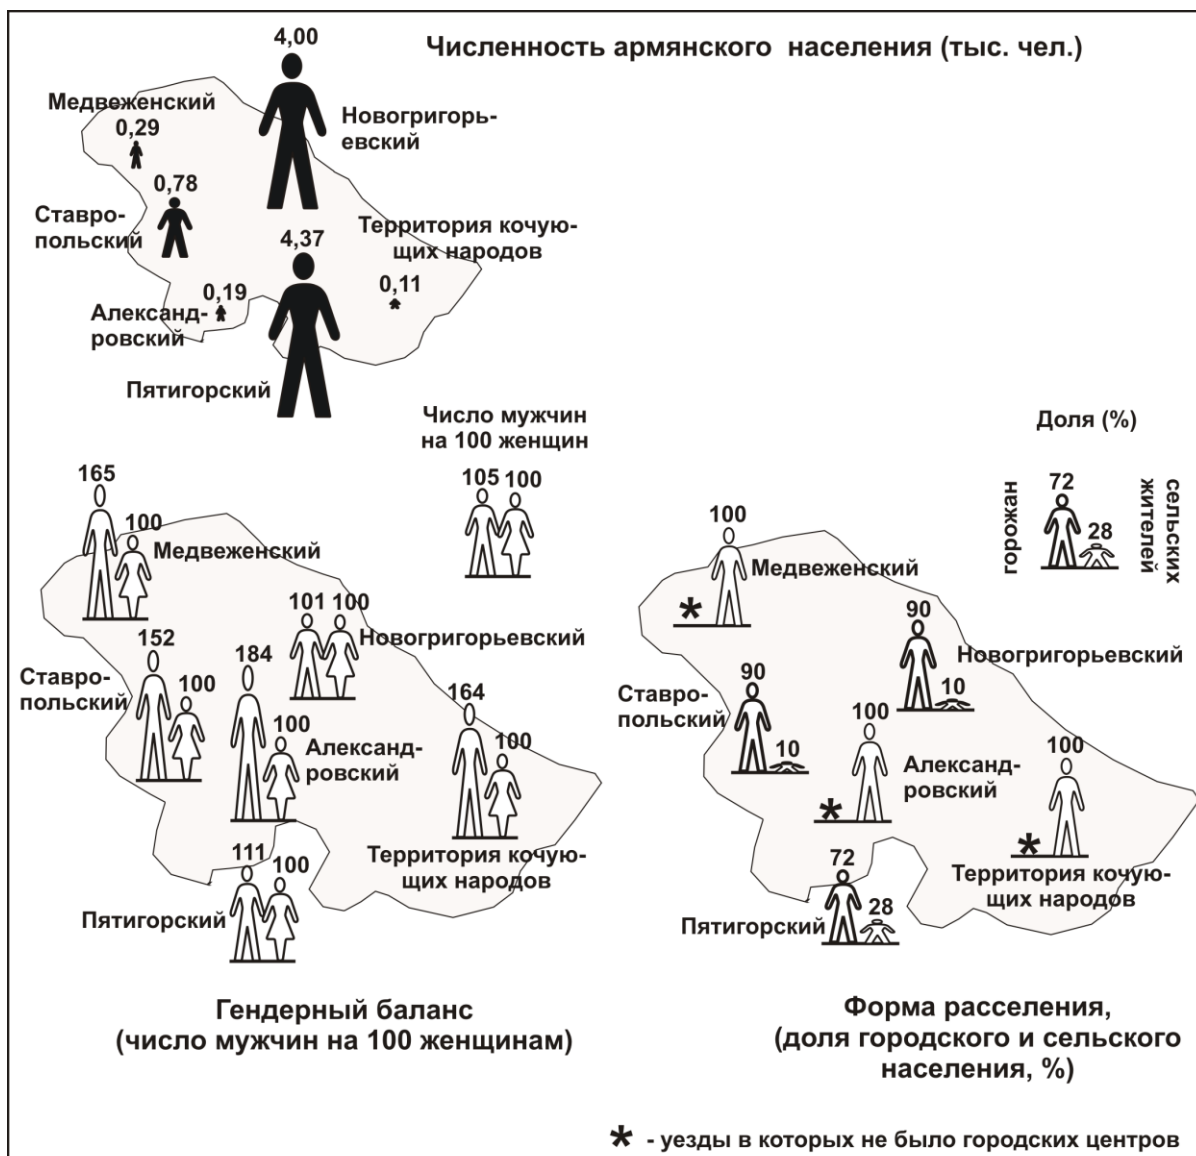 Численность армянского населения (тыс. чел.)
4,00
Медвеженский
0,29
Новогригорь-
евский
0,78
Ставро-
польский
Территория кочую-
щих народов
4,37
0,11
0,19
Александ-
ровский
Пятигорский
Число мужчин
на 100 женщин
105 100
165
100
Медвеженский
101 100
Новогригорьевский
152
100
Ставро-
польский
184
100
Александ-
ровский
164
100
Территория кочую-
щих народов
111 100
Пятигорский
Гендерный баланс
(число мужчин на 100 женщинам)
Доля (%)
горожан
72
28
сельских
жителей
100
Медвеженский
*
90
10
Новогригорьевский
90
10
Ставро-
польский
100
Александ-
ровский
*
100
*
Территория кочую-
щих народов
72
28
Пятигорский
Форма расселения,
(доля городского и сельского
населения, %)
* - уезды в которых не было городских центров